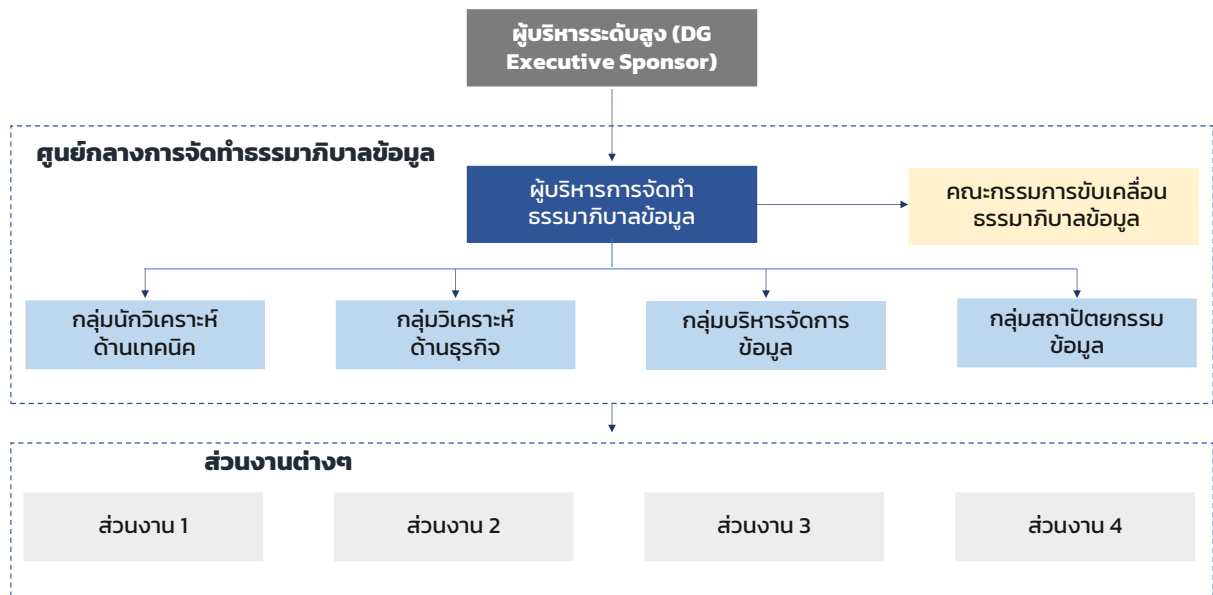 ผู้บริหารระดับสูง (DG
Executive Sponsor)
ศูนย์กลางการจัดทำธรรมาภิบาลข้อมูล
ผู้บริหารการจัดทำ
ธรรมาภิบาลข้อมูล
คณะกรรมการขับเคลื่อน
ธรรมาภิบาลข้อมูล
กลุ่มนักวิเคราะห์
ด้านเทคนิค
กลุ่มวิเคราะห์
ด้านธุรกิจ
กลุ่มบริหารจัดการ
ข้อมูล
กลุ่มสถาปัตยกรรม
ข้อมูล
ส่วนงานต่างๆ
ส่วนงาน 1
ส่วนงาน 2
ส่วนงาน 3
ส่วนงาน 4